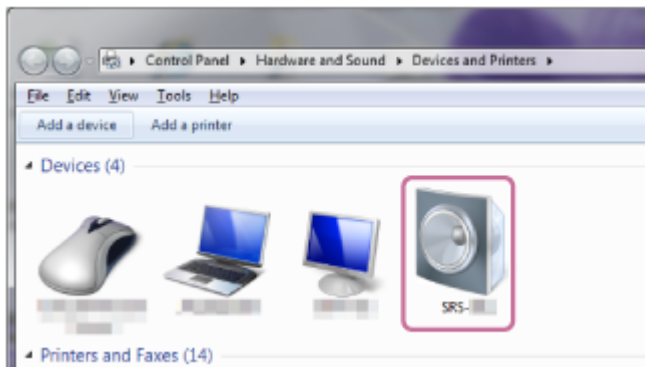 Control Panel ▸ Hardware and Sound ▸ Devices and Printers ▸
File Edit View Tools Help
Add a device Add a printer
Devices (4)
SRS-
Printers and Faxes (14)